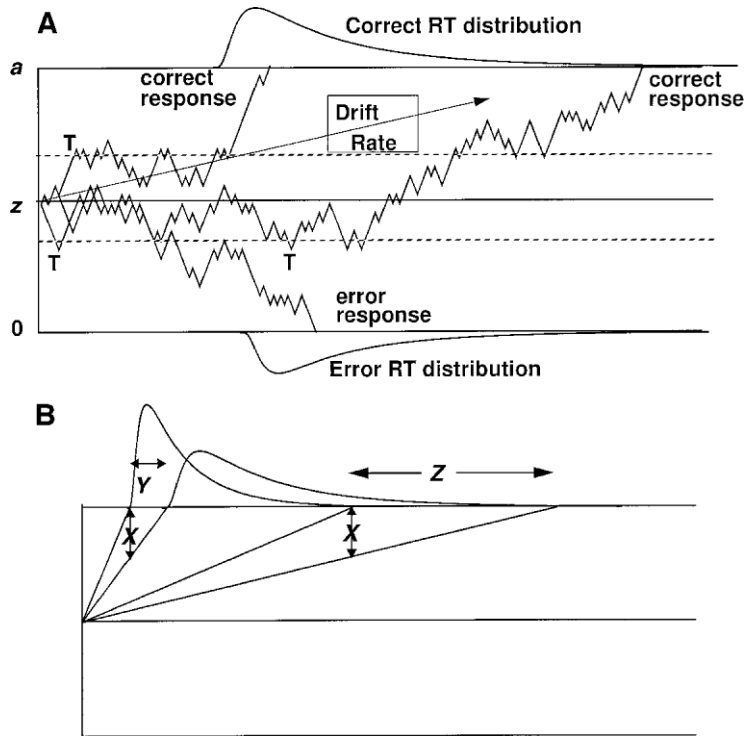 A
Correct RT distribution
a
correct
response
correct
response
Drift
Rate
T
z
T
T
error
response
0
Error RT distribution
B
Y
Z
X
X